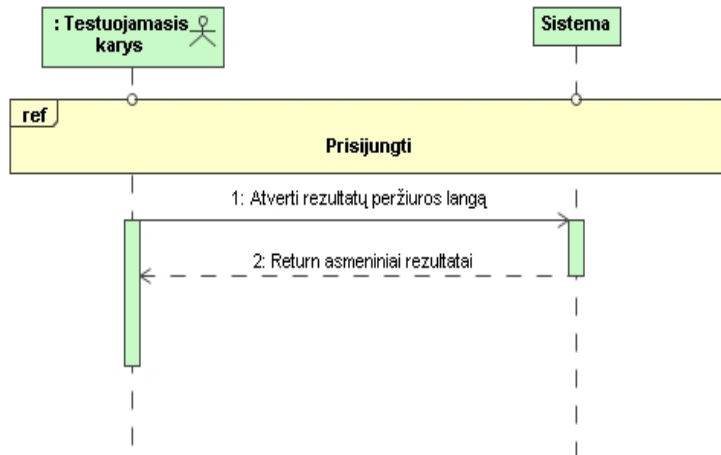 : Testuojamasis
karys
Sistema
ref
Prisijungti
1: Atverti rezultatų peržiuros langą
2: Return asmeniniai rezultatai